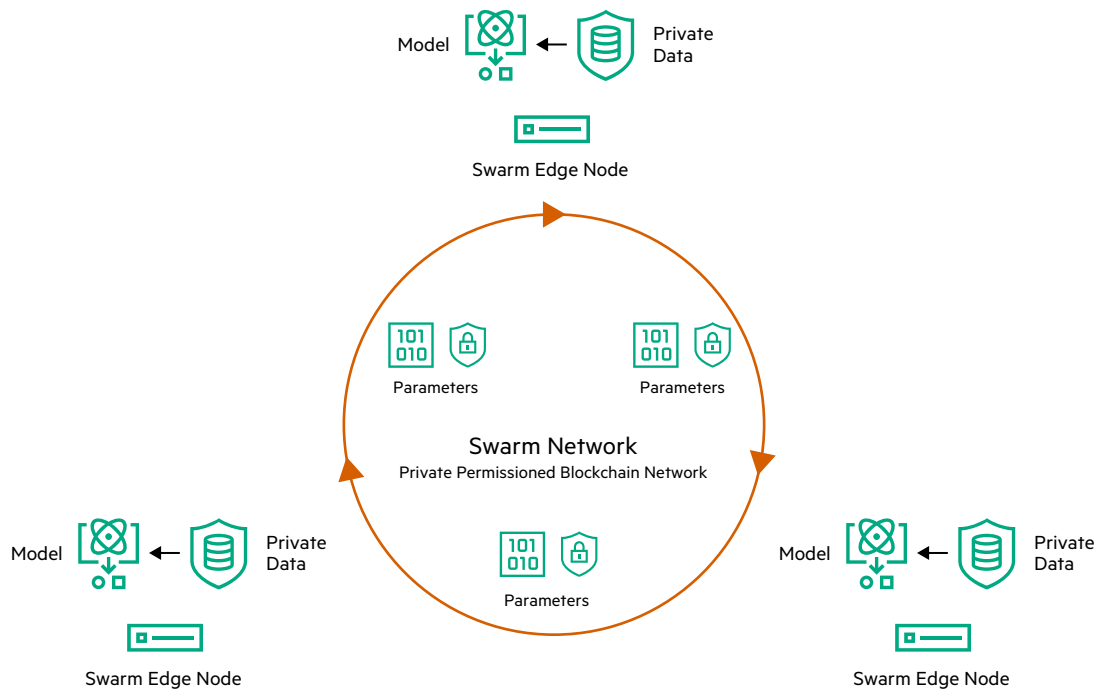 Model
Private
Data
Swarm Edge Node
101
010
Parameters
101
010
Parameters
Swarm Network
Private Permissioned Blockchain Network
101
010
Parameters
Model
Private
Data
Swarm Edge Node
Model
Private
Data
Swarm Edge Node